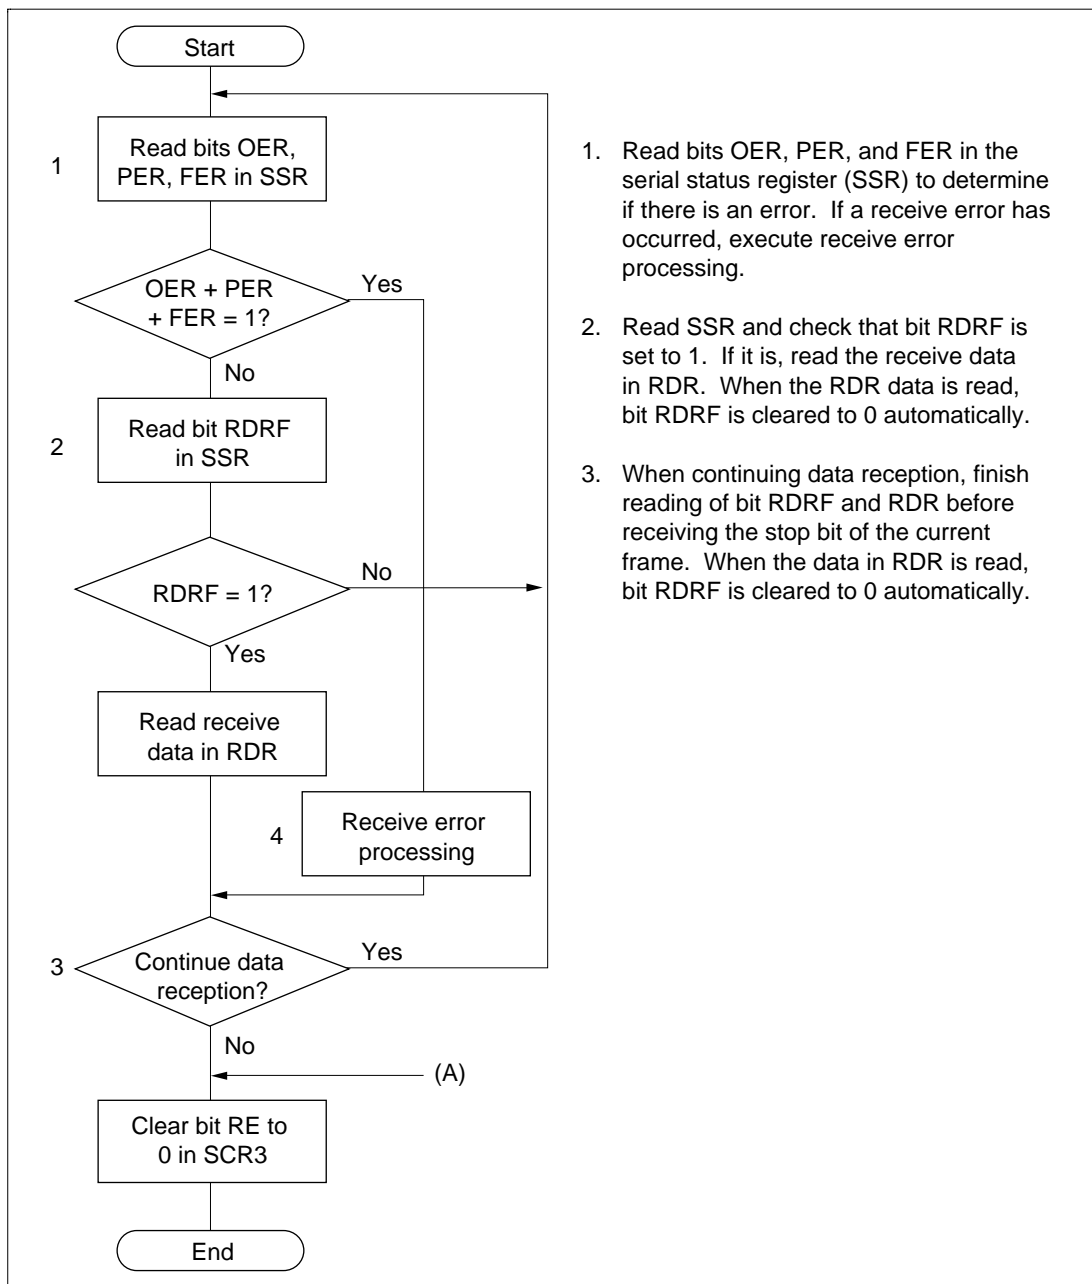 Start
1
Read bits OER,
PER, FER in SSR
OER + PER
+ FER = 1?
Yes
No
2
Read bit RDRF
in SSR
RDRF = 1?
No
Yes
Read receive
data in RDR
4
Receive error
processing
3
Continue data
reception?
Yes
No
(A)
Clear bit RE to
0 in SCR3
End
1. Read bits OER, PER, and FER in the
serial status register (SSR) to determine
if there is an error. If a receive error has
occurred, execute receive error
processing.
2. Read SSR and check that bit RDRF is
set to 1. If it is, read the receive data
in RDR. When the RDR data is read,
bit RDRF is cleared to 0 automatically.
3. When continuing data reception, finish
reading of bit RDRF and RDR before
receiving the stop bit of the current
frame. When the data in RDR is read,
bit RDRF is cleared to 0 automatically.